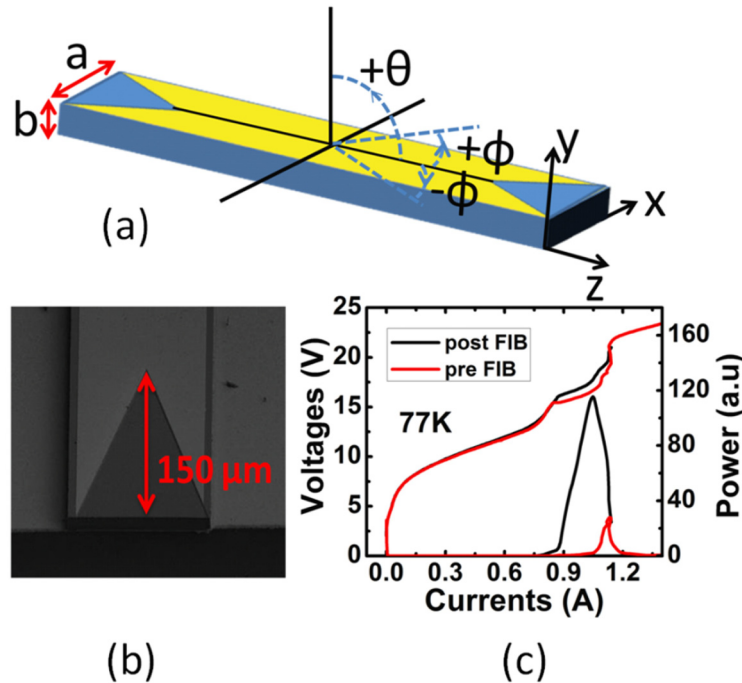 a
b
+θ
+ϕ
-ϕ
y
x
z
(a)
150 μm
(b)
25
20
15
10
5
0
Voltages (V)
post FIB
pre FIB
77K
160
120
80
40
0
Power (a.u)
0.0 0.3 0.6 0.9 1.2
Currents (A)
(c)